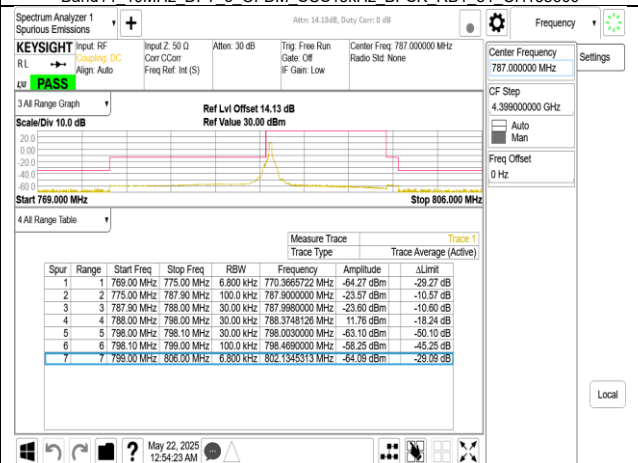 Spectrum Analyzer 1
Spurious Emissions
Attn: 14.13dB, Duty Corr: 0 dB
Frequency
KEYSIGHT
RL
Input: RF
Coupling: DC
Align: Auto
Input Z: 50 Ω
Corr CCorr
Freq Ref: Int (S)
Atten: 30 dB
Trig: Free Run
Gate: Off
IF Gain: Low
Center Freq: 787.000000 MHz
Radio Std: None
PASS
Center Frequency
787.000000 MHz
Settings
CF Step
4.399000000 GHz
Auto
Man
Freq Offset
0 Hz
3 All Range Graph
Scale/Div 10.0 dB
Ref Lvl Offset 14.13 dB
Ref Value 30.00 dBm
20.0
0.00
-20.0
-40.0
-60.0
Start 769.000 MHz
Stop 806.000 MHz
4 All Range Table
Measure Trace Trace 1
Trace Type Trace Average (Active)
Spur Range Start Freq Stop Freq RBW Frequency Amplitude ΔLimit
1 1 769.00 MHz 775.00 MHz 6.800 kHz 770.3665722 MHz -64.27 dBm -29.27 dB
2 2 775.00 MHz 787.90 MHz 100.0 kHz 787.9000000 MHz -23.57 dBm -10.57 dB
3 3 787.90 MHz 788.00 MHz 30.00 kHz 787.9980000 MHz -23.60 dBm -10.60 dB
4 4 788.00 MHz 798.00 MHz 30.00 kHz 788.3748126 MHz 11.76 dBm -18.24 dB
5 5 798.00 MHz 798.10 MHz 30.00 kHz 798.0030000 MHz -63.10 dBm -50.10 dB
6 6 798.10 MHz 799.00 MHz 100.0 kHz 798.4690000 MHz -58.25 dBm -45.25 dB
7 7 799.00 MHz 806.00 MHz 6.800 kHz 802.1345313 MHz -64.09 dBm -29.09 dB
Local
?
May 22, 2025
12:54:23 AM